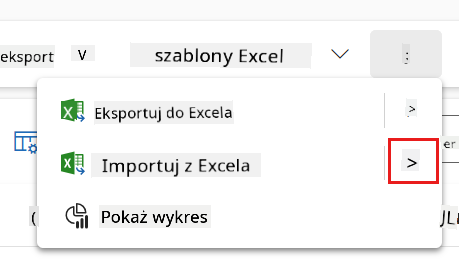 eksport V szablony Excel :
Eksportuj do Excela >
Importuj z Excela >
Pokaż wykres